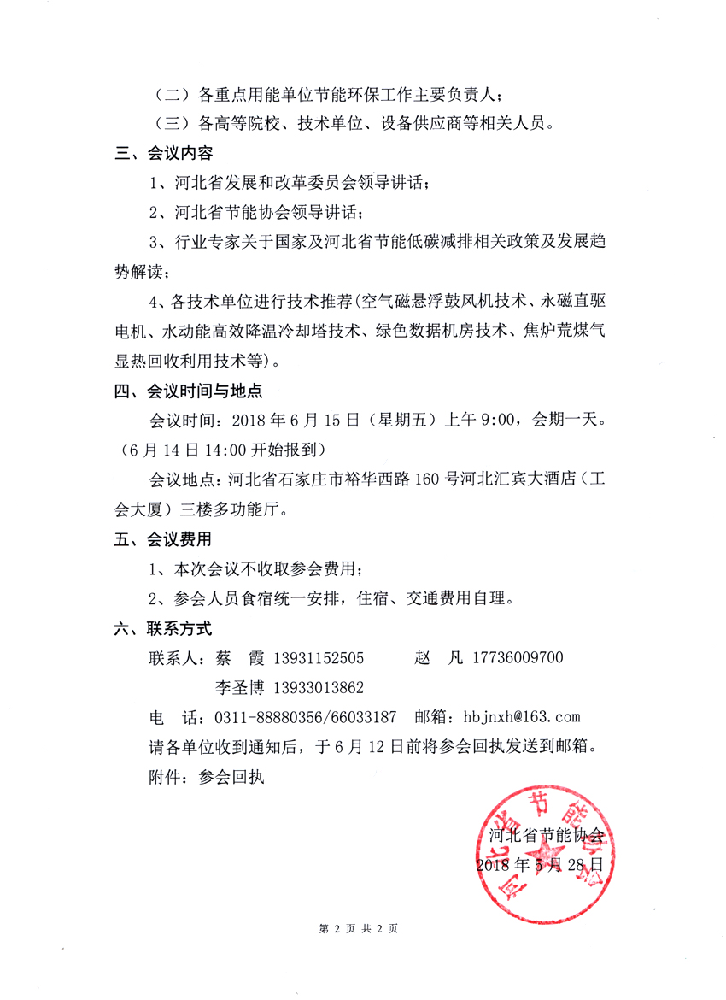 （二）各重点用能单位节能环保工作主要负责人；
（三）各高等院校、技术单位、设备供应商等相关人员。
三、会议内容
1、河北省发展和改革委员会领导讲话；
2、河北省节能协会领导讲话；
3、行业专家关于国家及河北省节能低碳减排相关政策及发展趋
势解读；
4、各技术单位进行技术推荐(空气磁悬浮鼓风机技术、永磁直驱
电机、水动能高效降温冷却塔技术、绿色数据机房技术、焦炉荒煤气
显热回收利用技术等)。
四、会议时间与地点
会议时间：2018 年 6 月 15 日（星期五）上午 9:00，会期一天。
（6 月 14 日 14:00 开始报到）
会议地点：河北省石家庄市裕华西路 160 号河北汇宾大酒店（工
会大厦）三楼多功能厅。
五、会议费用
1、本次会议不收取参会费用；
2、参会人员食宿统一安排，住宿、交通费用自理。
六、联系方式
联系人：蔡 霞 13931152505 赵 凡 17736009700
李圣博 13933013862
电 话：0311-88880356/66033187 邮箱：hbjnxh@163.com
请各单位收到通知后，于 6 月 12 日前将参会回执发送到邮箱。
附件：参会回执
河北省节能协会
河北省节能协会
2018 年 5 月 28 日
第 2 页 共 2 页